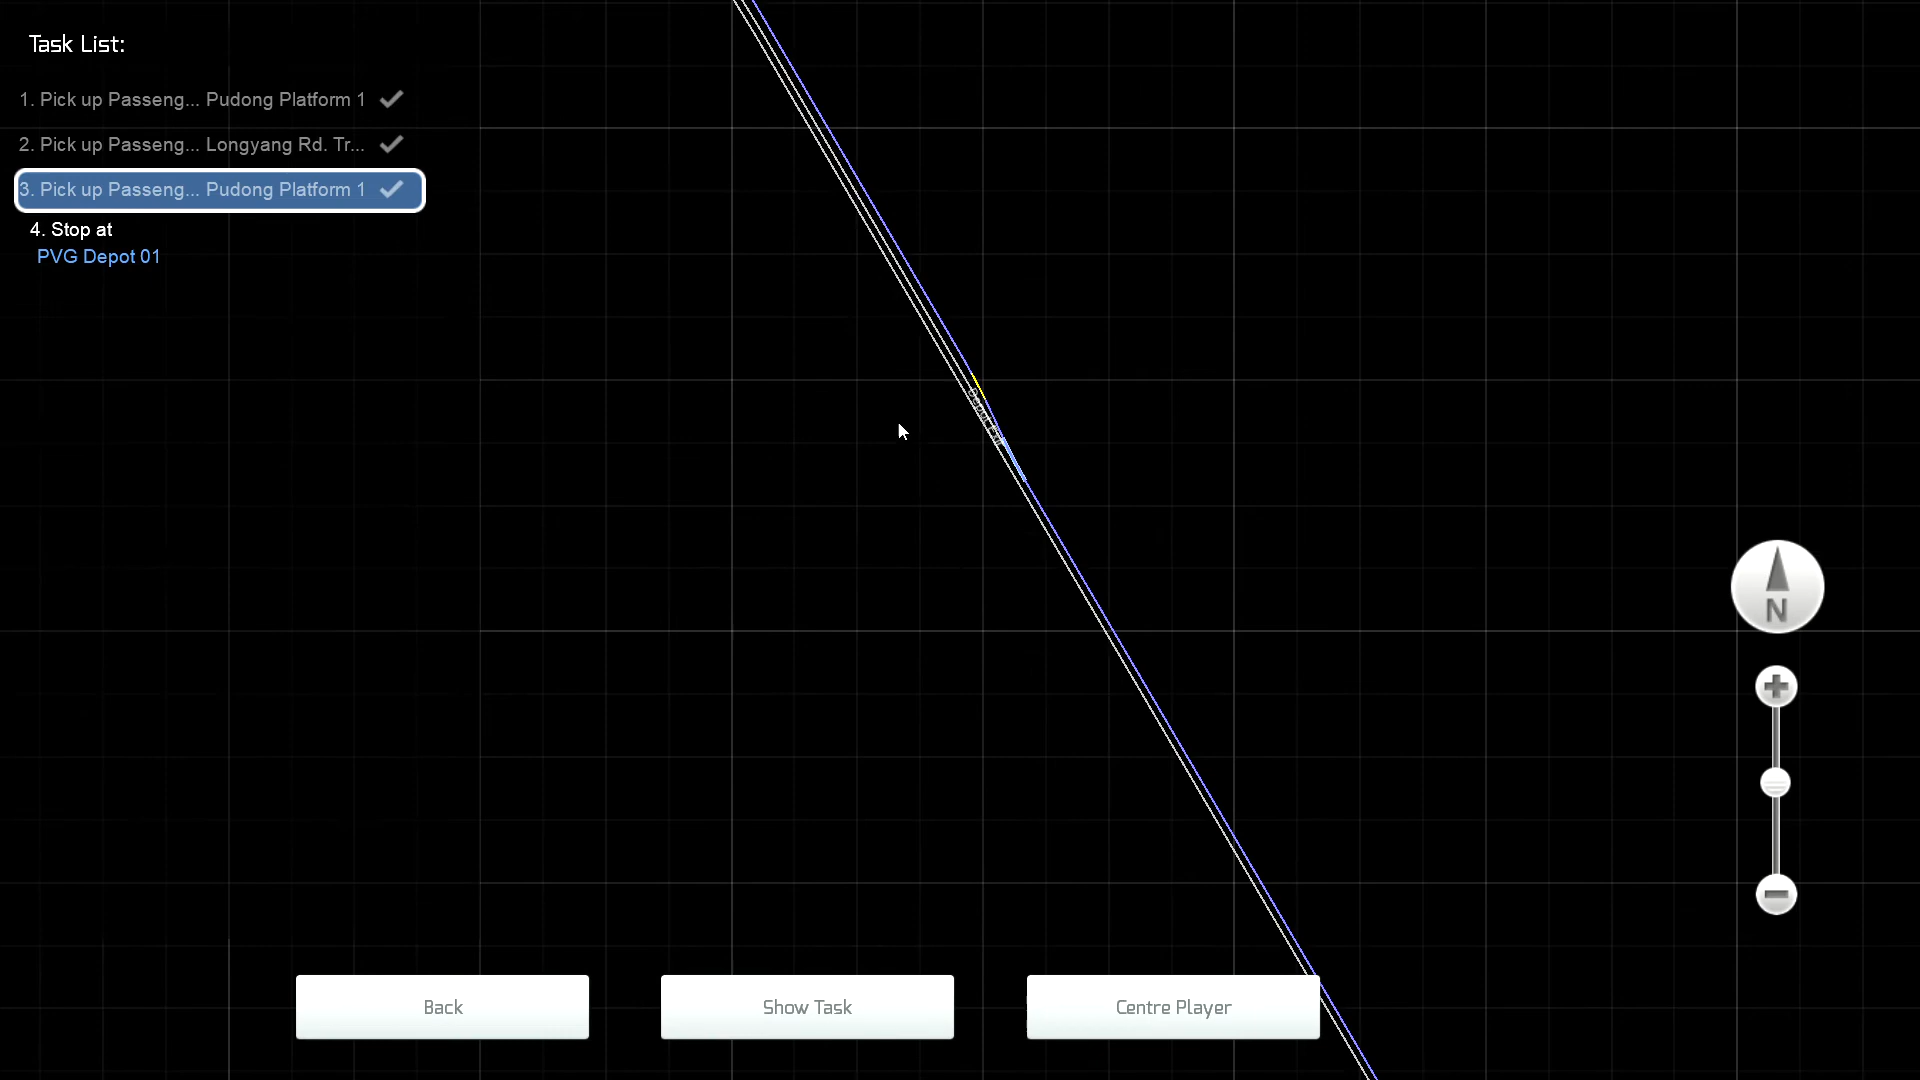 Task List:
1. Pick up Passeng... Pudong Platform 1
2. Pick up Passeng... Longyang Rd. Tr...
3. Pick up Passeng... Pudong Platform 1
4. Stop at
PVG Depot 01
N
Back
Show Task
Centre Player